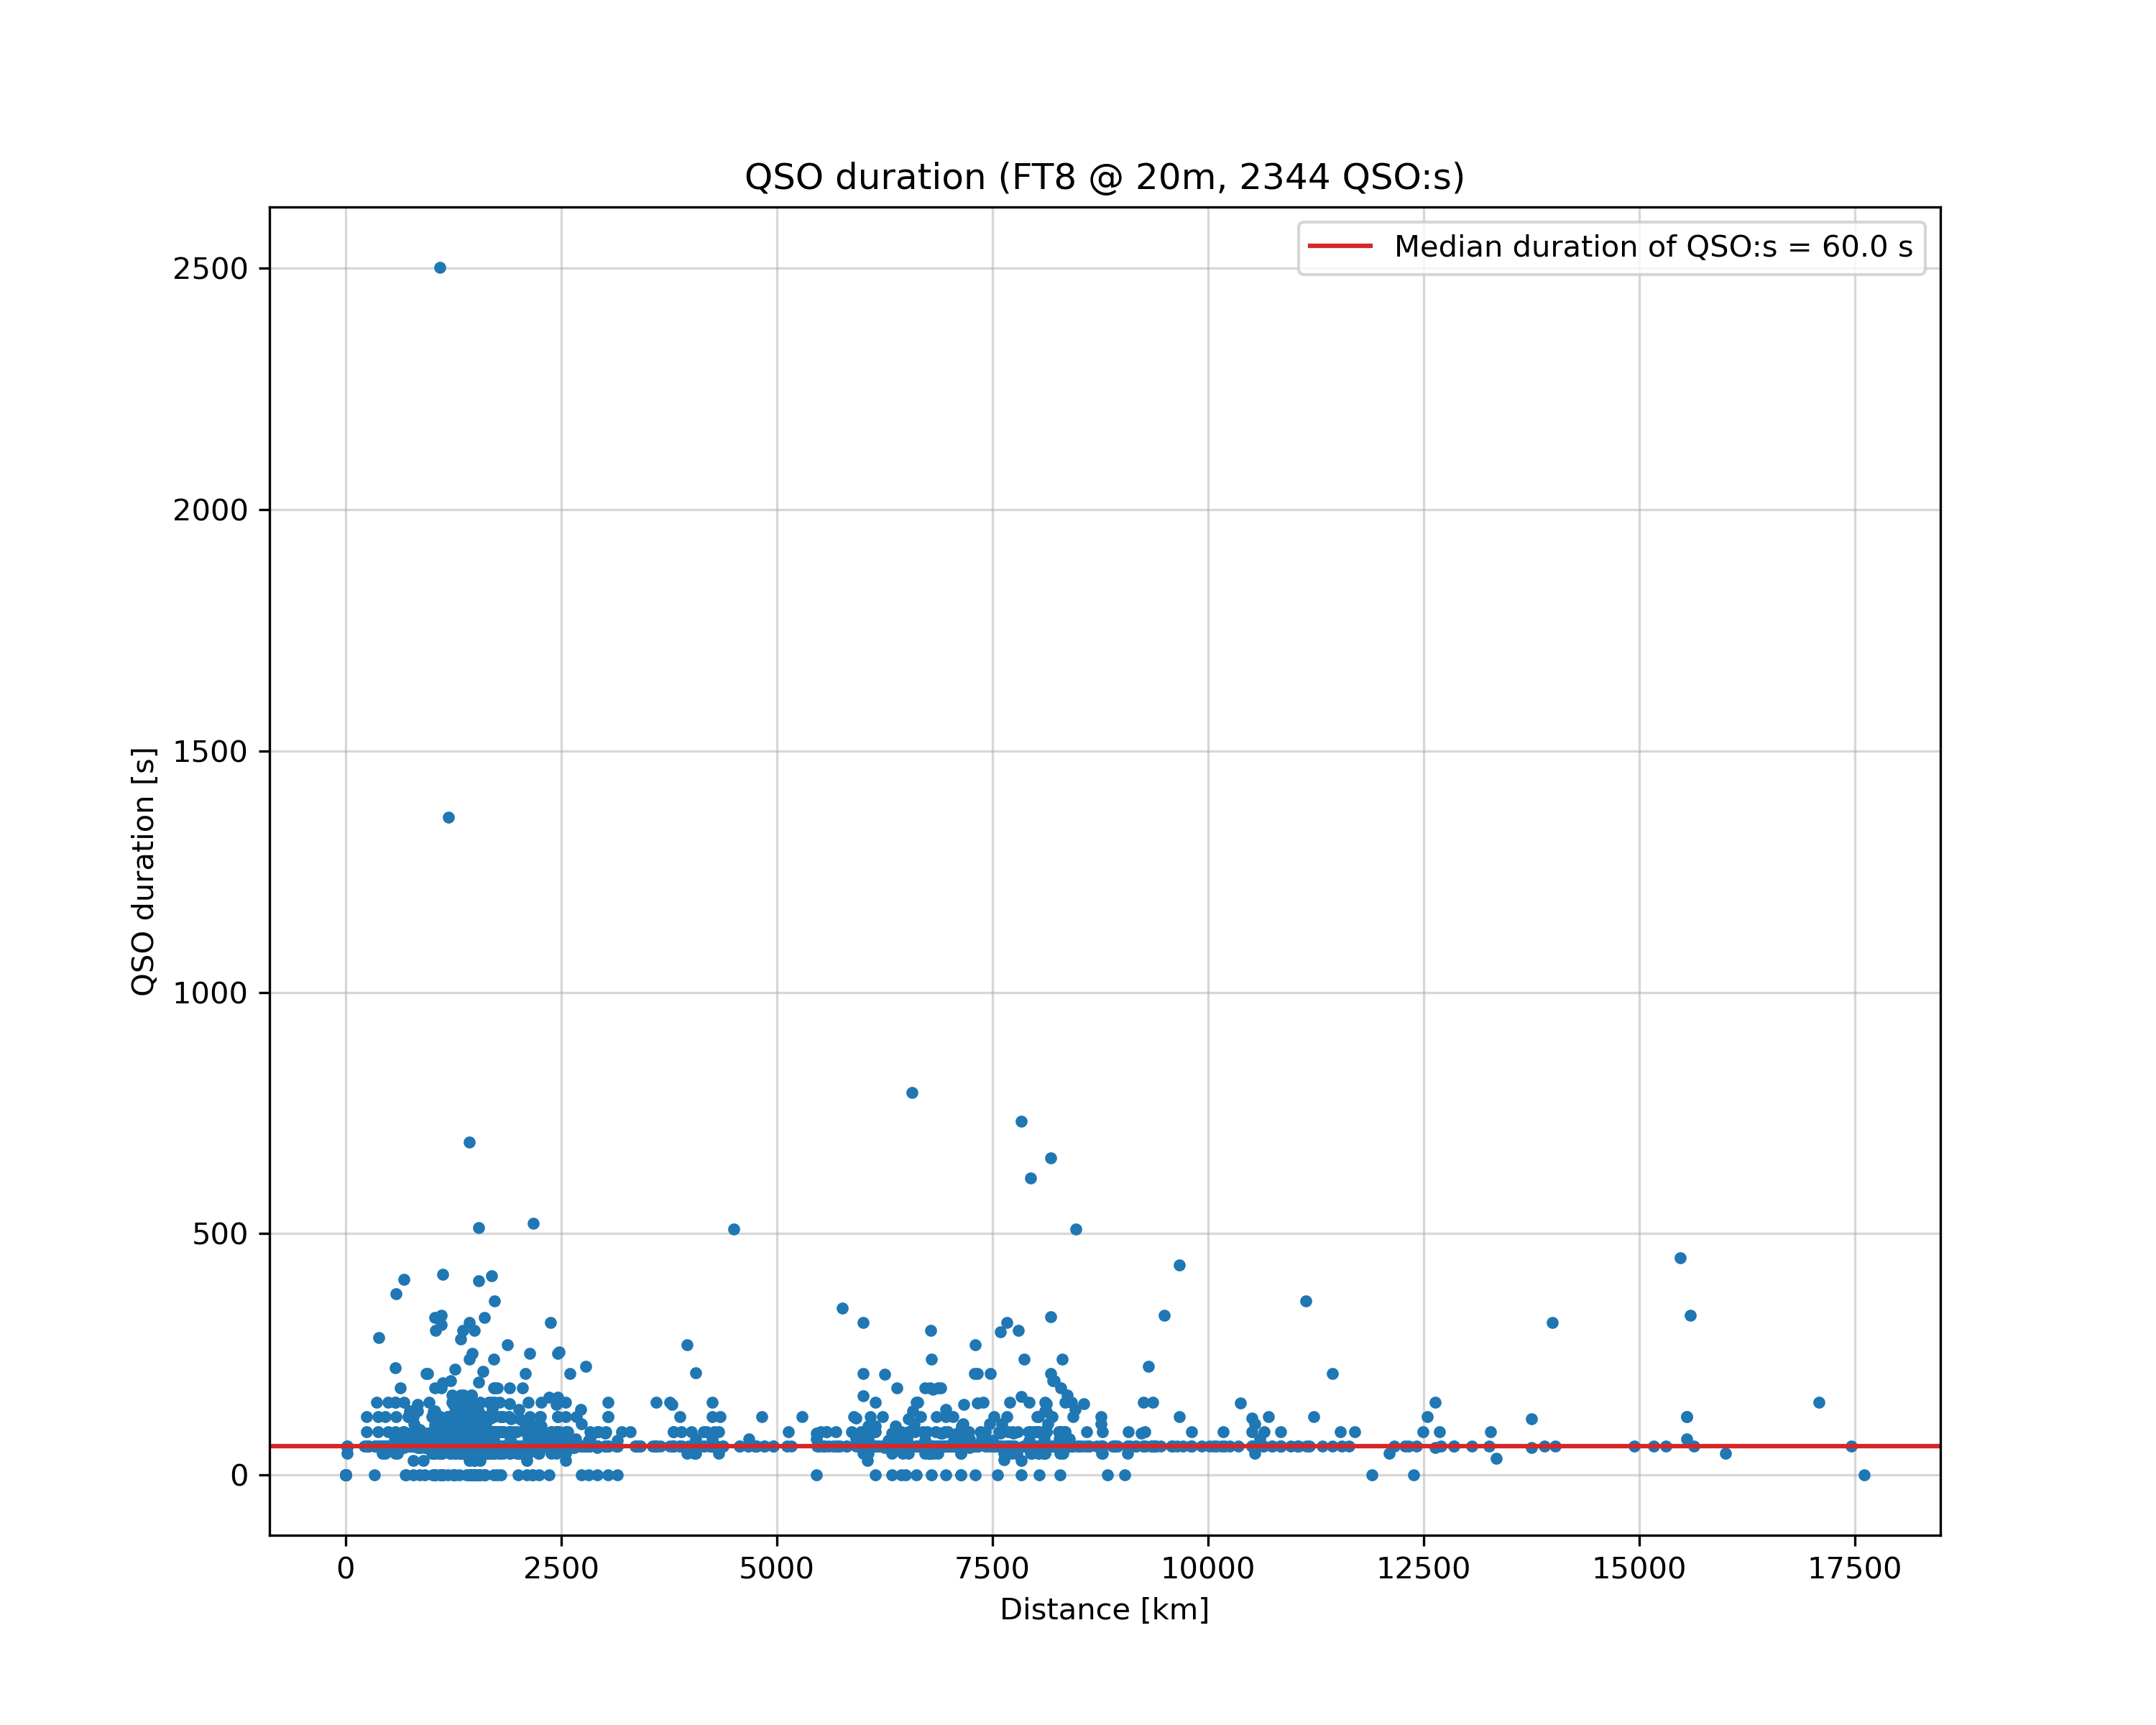 QSO duration (FT8 @ 20m, 2344 QSO:s)
Median duration of QSO:s = 60.0 s
2500
2000
1500
1000
500
0
QSO duration [s]
0 2500 5000 7500 10000 12500 15000 17500
Distance [km]